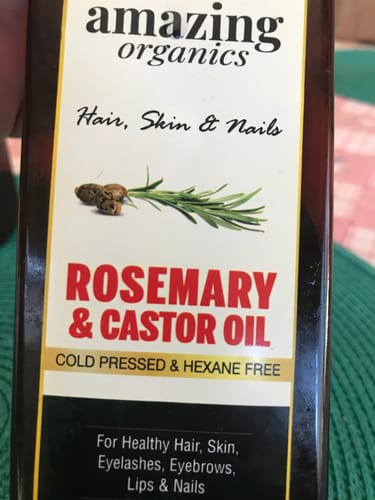 amazing
organics
Hair, Skin & Nails
ROSEMARY
& CASTOR OIL
COLD PRESSED & HEXANE FREE
For Healthy Hair, Skin,
Eyelashes, Eyebrows,
Lips & Nails